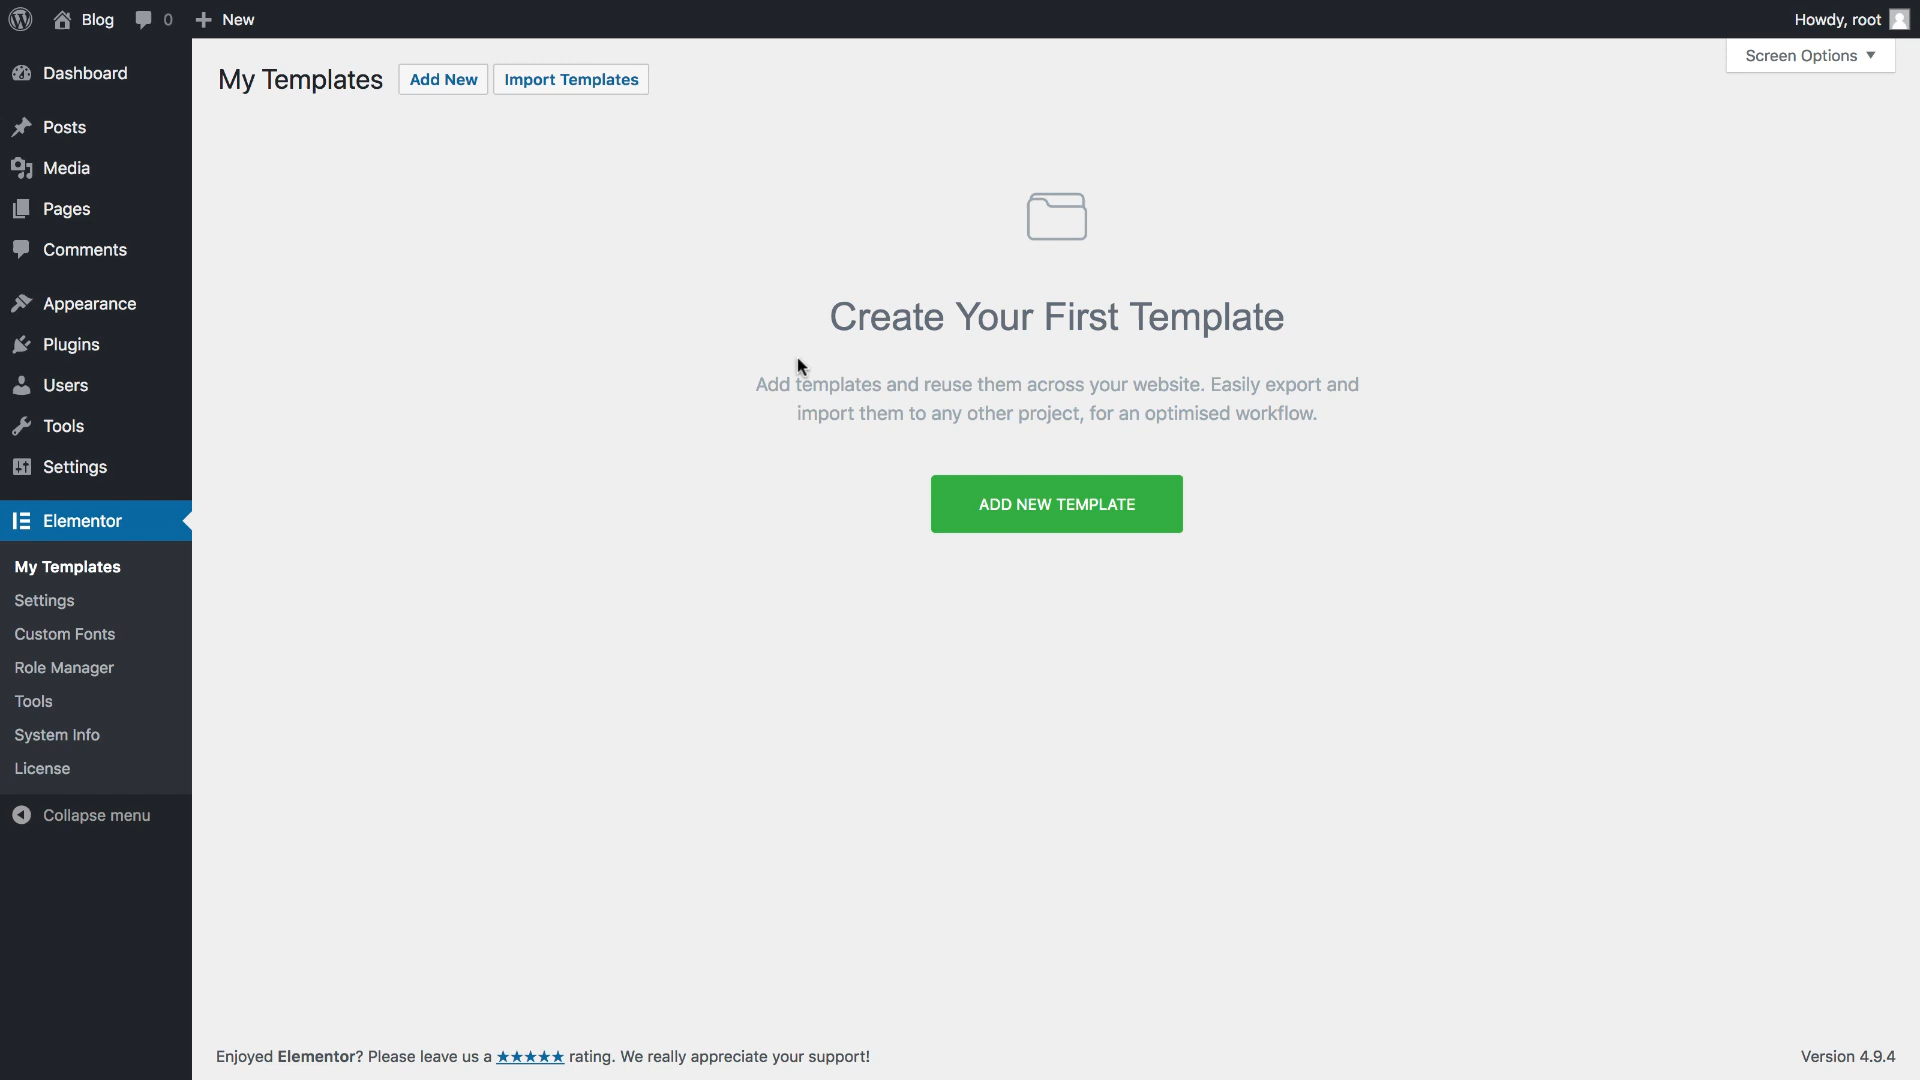 Blog
0
New
Howdy, root
Screen Options
Dashboard
Posts
Media
Pages
Comments
Appearance
Plugins
Users
Tools
Settings
Elementor
My Templates
Settings
Custom Fonts
Role Manager
Tools
System Info
License
Collapse menu
My Templates
Add New
Import Templates
Create Your First Template
Add templates and reuse them across your website. Easily export and
import them to any other project, for an optimised workflow.
ADD NEW TEMPLATE
Enjoyed Elementor? Please leave us a ★★★★★ rating. We really appreciate your support!
Version 4.9.4